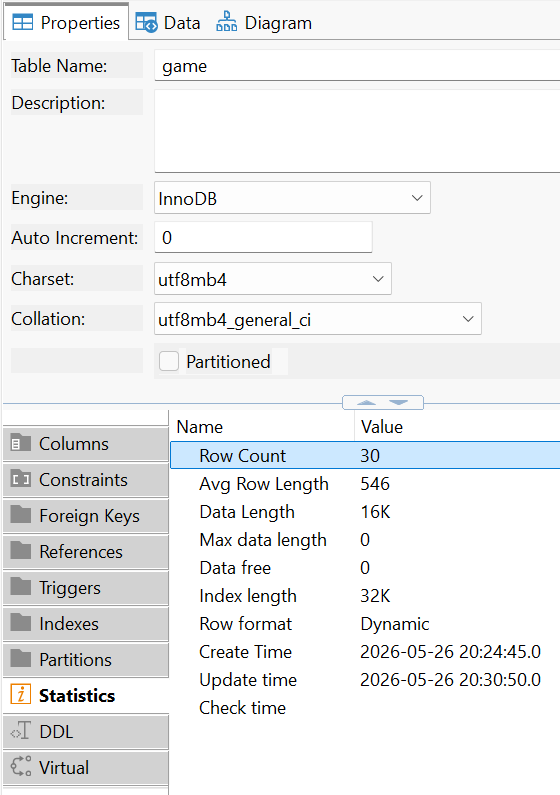 Properties Data Diagram
Table Name: game
Description:
Engine: InnoDB
Auto Increment: 0
Charset: utf8mb4
Collation: utf8mb4_general_ci
Partitioned
Columns
Constraints
Foreign Keys
References
Triggers
Indexes
Partitions
Statistics
DDL
Virtual
Name Value
Row Count 30
Avg Row Length 546
Data Length 16K
Max data length 0
Data free 0
Index length 32K
Row format Dynamic
Create Time 2026-05-26 20:24:45.0
Update time 2026-05-26 20:30:50.0
Check time